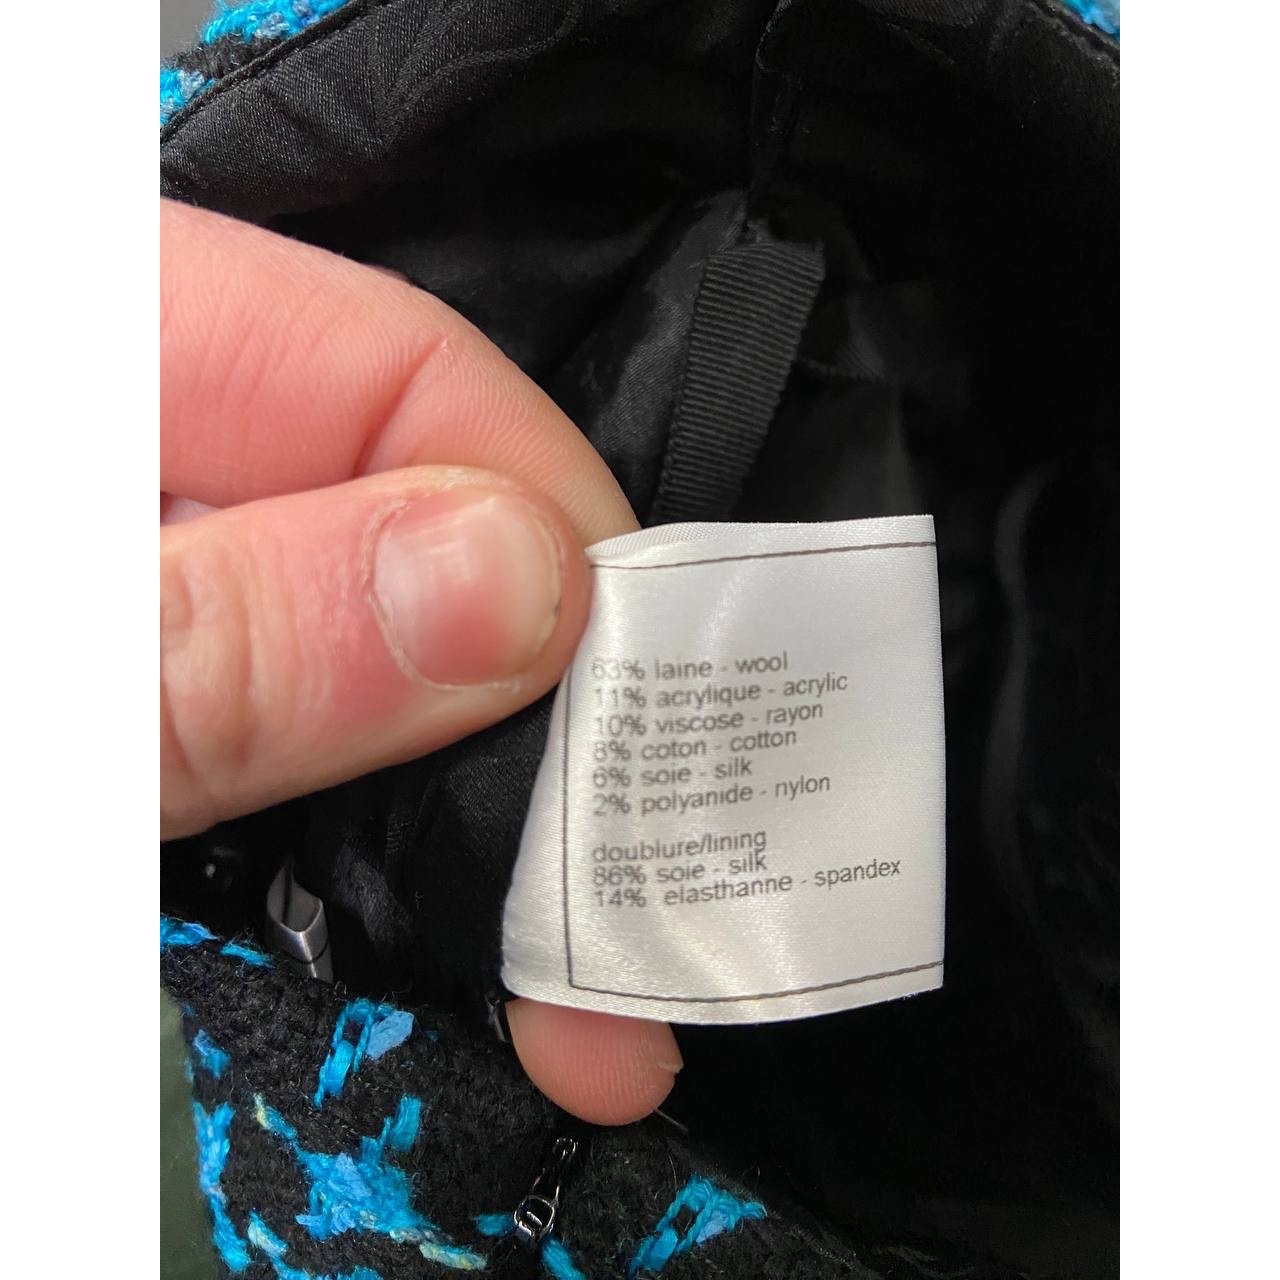 63% laine - wool
11% acrylique - acrylic
10% viscose - rayon
8% coton - cotton
6% soie - silk
2% polyanide - nylon
doublure/lining
86% soie - silk
14% elasthanne - spandex